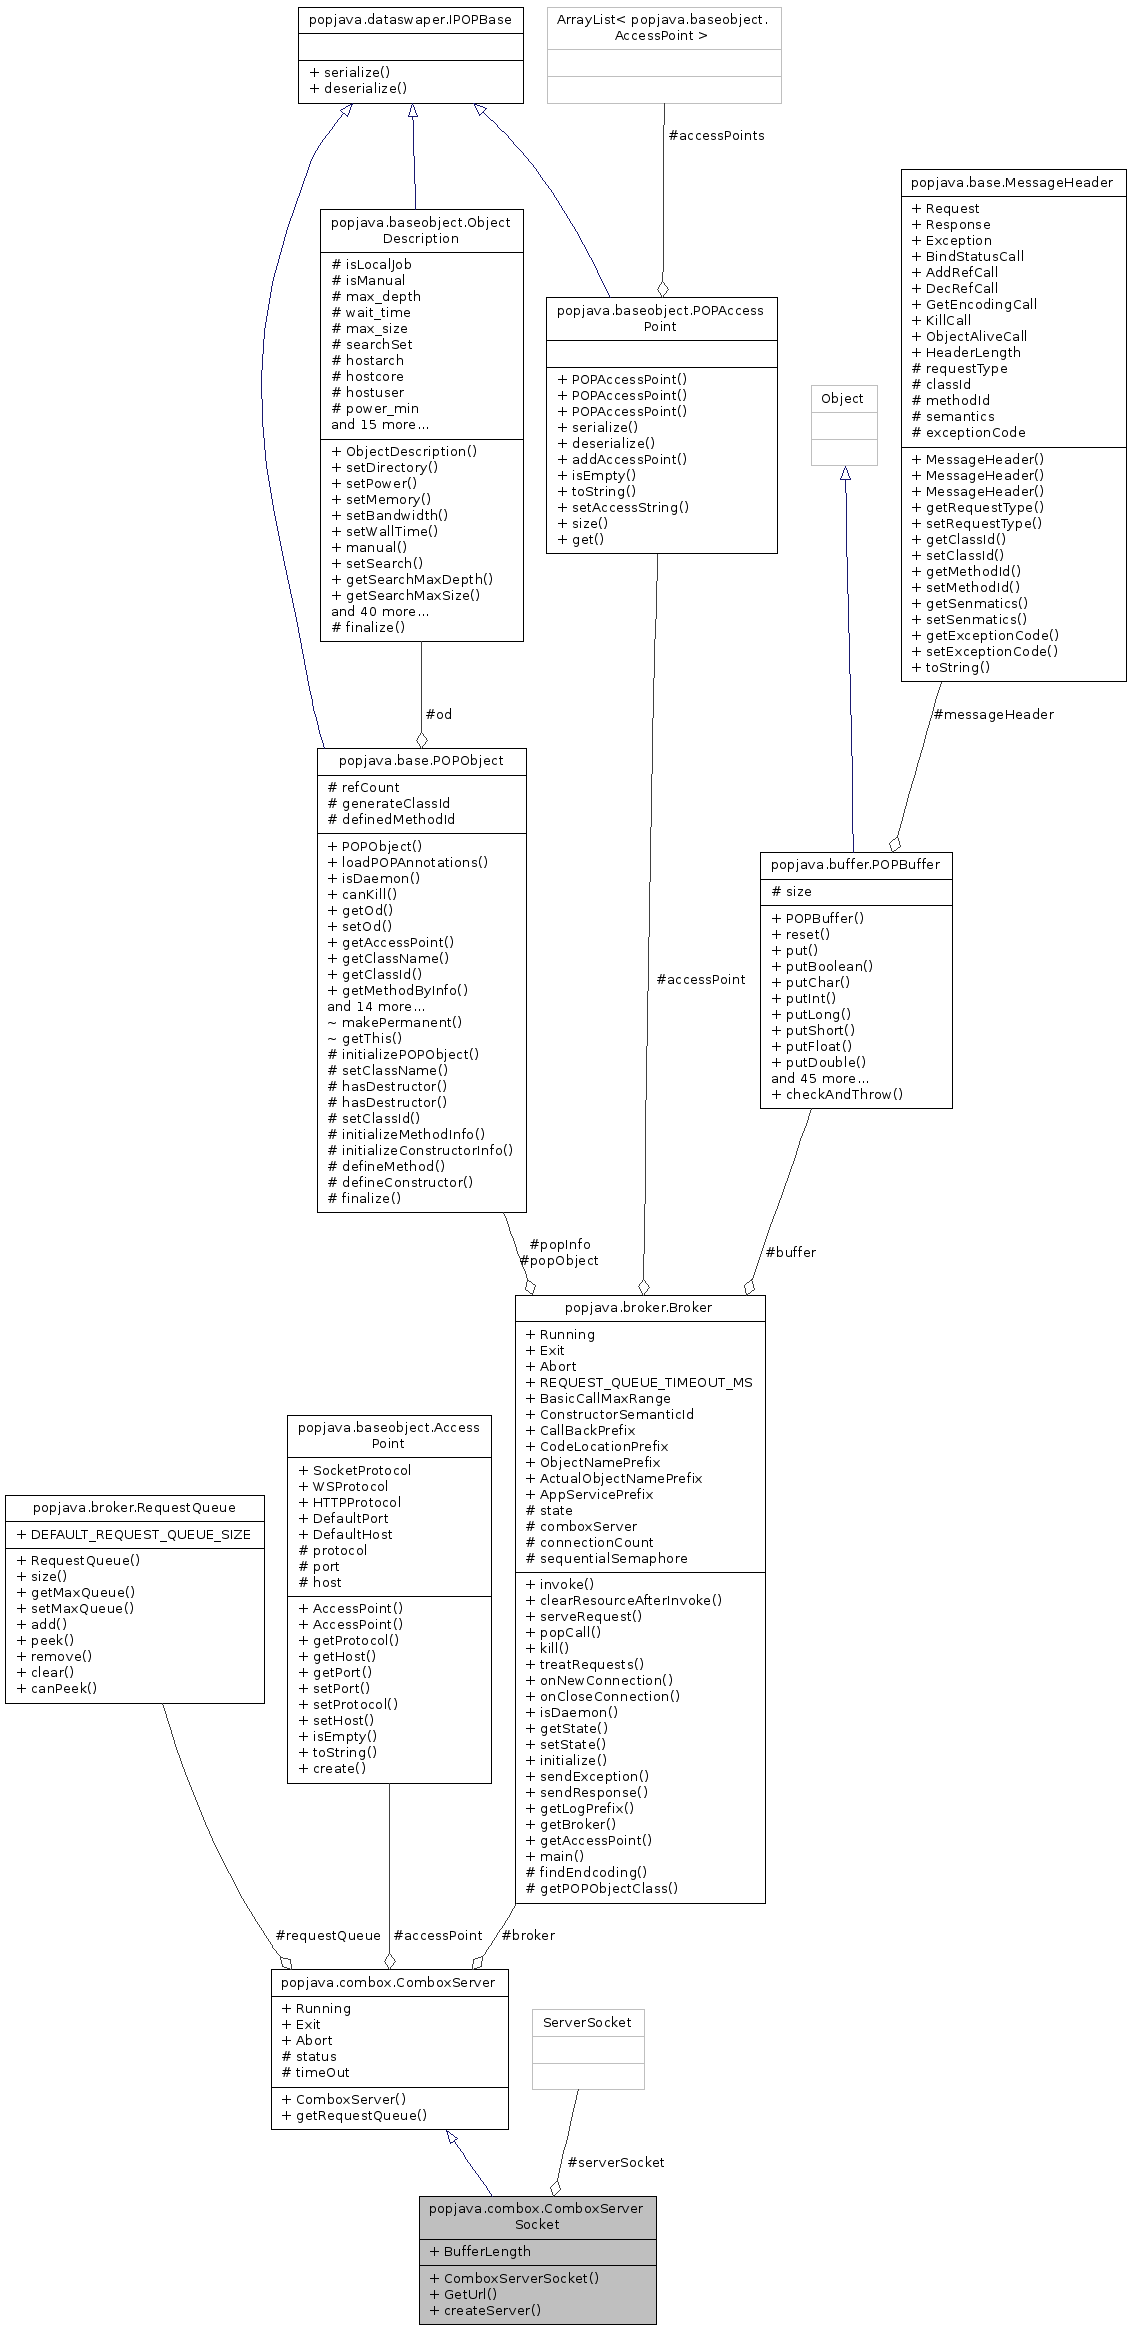 popjava.dataswaper.IPOPBase
+ serialize()
+ deserialize()
ArrayList< popjava.baseobject.
AccessPoint >
#accessPoints
popjava.base.MessageHeader
+ Request
+ Response
+ Exception
+ BindStatusCall
+ AddRefCall
+ DecRefCall
+ GetEncodingCall
+ KillCall
+ ObjectAliveCall
+ HeaderLength
# requestType
# classId
# methodId
# semantics
# exceptionCode
+ MessageHeader()
+ MessageHeader()
+ MessageHeader()
+ getRequestType()
+ setRequestType()
+ getClassId()
+ setClassId()
+ getMethodId()
+ setMethodId()
+ getSenmatics()
+ setSenmatics()
+ getExceptionCode()
+ setExceptionCode()
+ toString()
popjava.baseobject.Object
Description
# isLocalJob
# isManual
# max_depth
# wait_time
# max_size
# searchSet
# hostarch
# hostcore
# hostuser
# power_min
and 15 more...
+ ObjectDescription()
+ setDirectory()
+ setPower()
+ setMemory()
+ setBandwidth()
+ setWallTime()
+ manual()
+ setSearch()
+ getSearchMaxDepth()
+ getSearchMaxSize()
and 40 more...
# finalize()
popjava.baseobject.POPAccess
Point
+ POPAccessPoint()
+ POPAccessPoint()
+ POPAccessPoint()
+ serialize()
+ deserialize()
+ addAccessPoint()
+ isEmpty()
+ toString()
+ setAccessString()
+ size()
+ get()
Object
#od
#messageHeader
popjava.base.POPObject
# refCount
# generateClassId
# definedMethodId
+ POPObject()
+ loadPOPAnnotations()
+ isDaemon()
+ canKill()
+ getOd()
+ setOd()
+ getAccessPoint()
+ getClassName()
+ getClassId()
+ getMethodByInfo()
and 14 more...
~ makePermanent()
~ getThis()
# initializePOPObject()
# setClassName()
# hasDestructor()
# hasDestructor()
# setClassId()
# initializeMethodInfo()
# initializeConstructorInfo()
# defineMethod()
# defineConstructor()
# finalize()
popjava.buffer.POPBuffer
# size
+ POPBuffer()
+ reset()
+ put()
+ putBoolean()
+ putChar()
+ putInt()
+ putLong()
+ putShort()
+ putFloat()
+ putDouble()
and 45 more...
+ checkAndThrow()
#accessPoint
#popInfo
#popObject
#buffer
popjava.broker.Broker
+ Running
+ Exit
+ Abort
+ REQUEST_QUEUE_TIMEOUT_MS
+ BasicCallMaxRange
+ ConstructorSemanticId
+ CallBackPrefix
+ CodeLocationPrefix
+ ObjectNamePrefix
+ ActualObjectNamePrefix
+ AppServicePrefix
# state
# comboxServer
# connectionCount
# sequentialSemaphore
+ invoke()
+ clearResourceAfterInvoke()
+ serveRequest()
+ popCall()
+ kill()
+ treatRequests()
+ onNewConnection()
+ onCloseConnection()
+ isDaemon()
+ getState()
+ setState()
+ initialize()
+ sendException()
+ sendResponse()
+ getLogPrefix()
+ getBroker()
+ getAccessPoint()
+ main()
# findEndcoding()
# getPOPObjectClass()
popjava.baseobject.Access
Point
+ SocketProtocol
+ WSProtocol
+ HTTPProtocol
+ DefaultPort
+ DefaultHost
# protocol
# port
# host
+ AccessPoint()
+ AccessPoint()
+ getProtocol()
+ getHost()
+ getPort()
+ setPort()
+ setProtocol()
+ setHost()
+ isEmpty()
+ toString()
+ create()
popjava.broker.RequestQueue
+ DEFAULT_REQUEST_QUEUE_SIZE
+ RequestQueue()
+ size()
+ getMaxQueue()
+ setMaxQueue()
+ add()
+ peek()
+ remove()
+ clear()
+ canPeek()
#requestQueue
#accessPoint
#broker
popjava.combox.ComboxServer
+ Running
+ Exit
+ Abort
# status
# timeOut
+ ComboxServer()
+ getRequestQueue()
ServerSocket
#serverSocket
popjava.combox.ComboxServer
Socket
+ BufferLength
+ ComboxServerSocket()
+ GetUrl()
+ createServer()